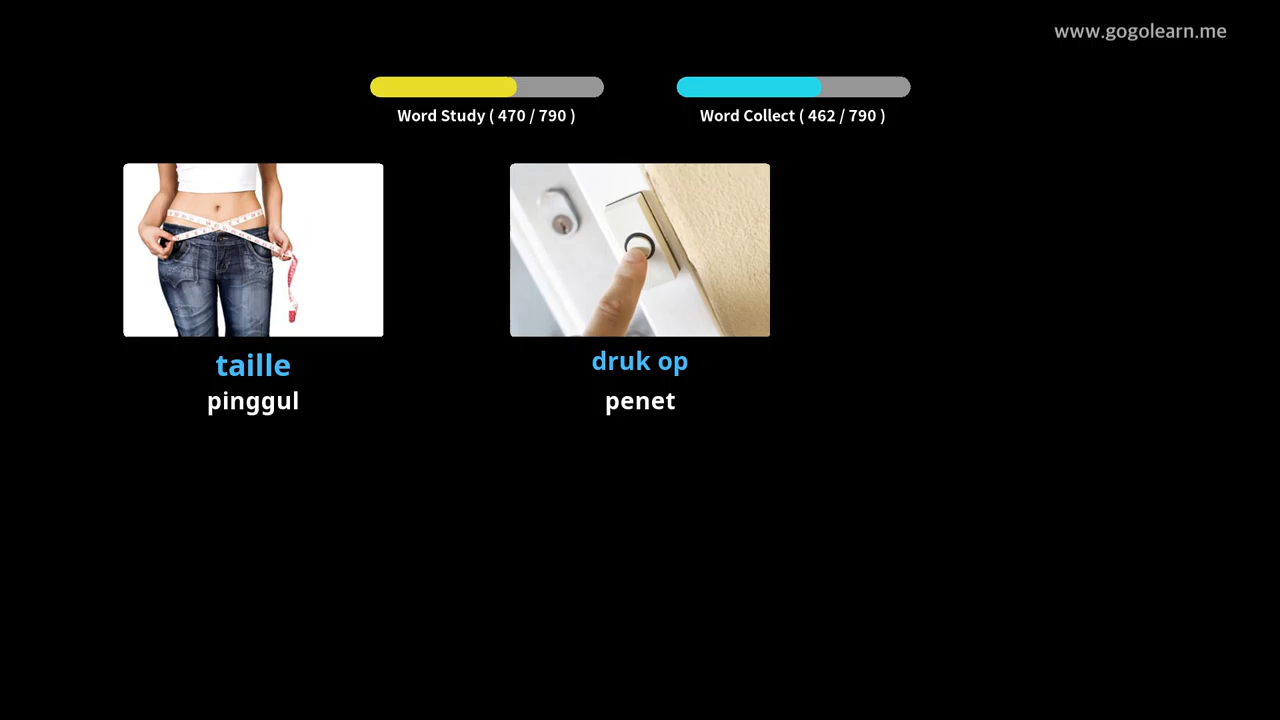 www.gogolearn.me
Word Study ( 470 / 790 )
Word Collect ( 462 / 790 )
taille
pinggul
druk op
penet